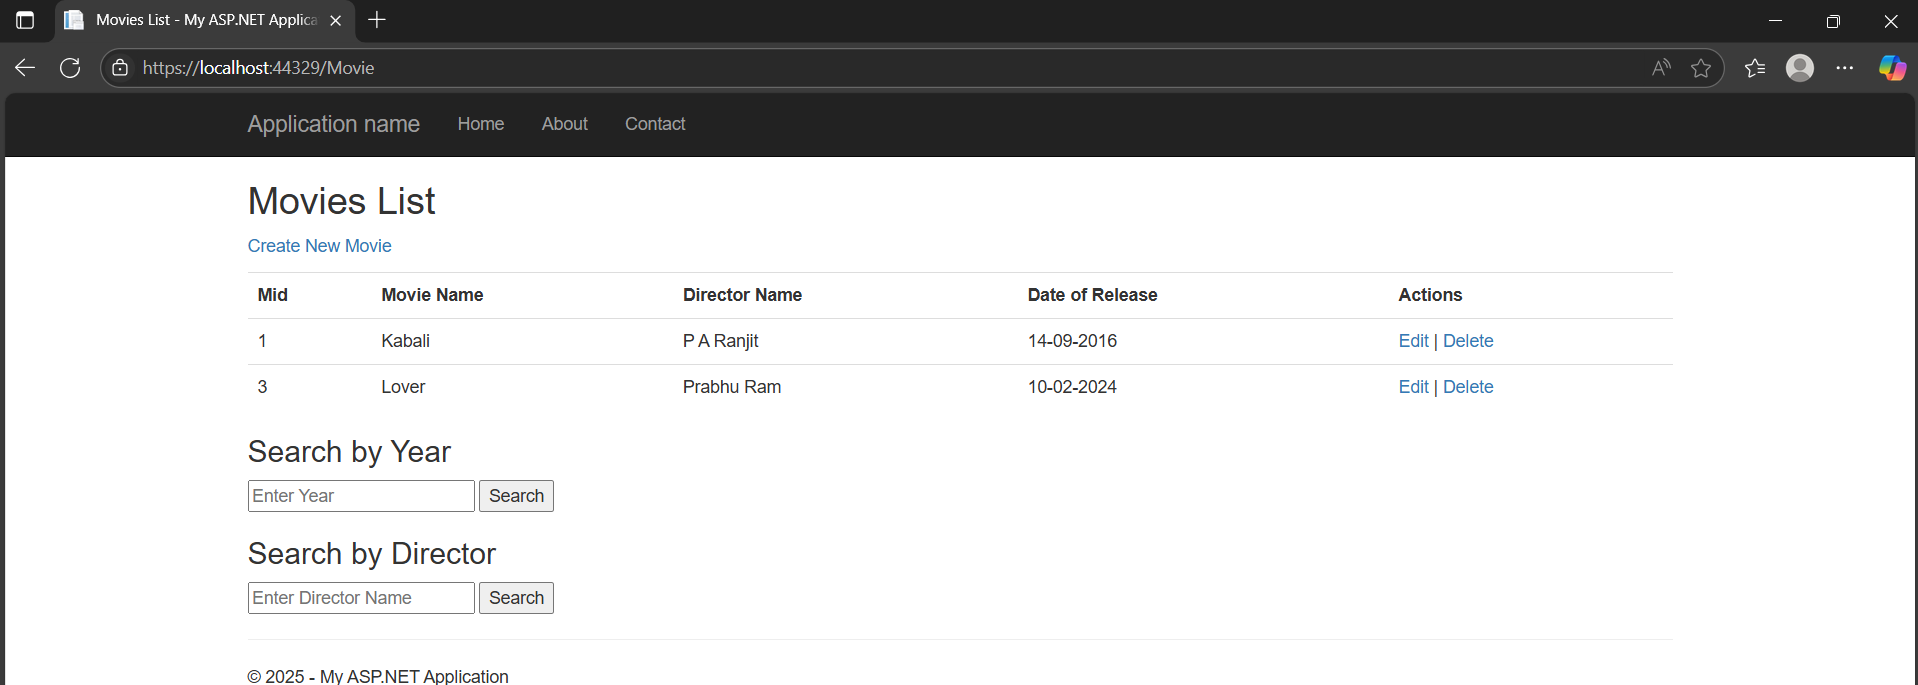 Movies List - My ASP.NET Applica
https://localhost:44329/Movie
Application name Home About Contact
Movies List
Create New Movie
Mid Movie Name Director Name Date of Release Actions
1 Kabali P A Ranjit 14-09-2016 Edit | Delete
3 Lover Prabhu Ram 10-02-2024 Edit | Delete
Search by Year
Enter Year Search
Search by Director
Enter Director Name Search
© 2025 - My ASP.NET Application